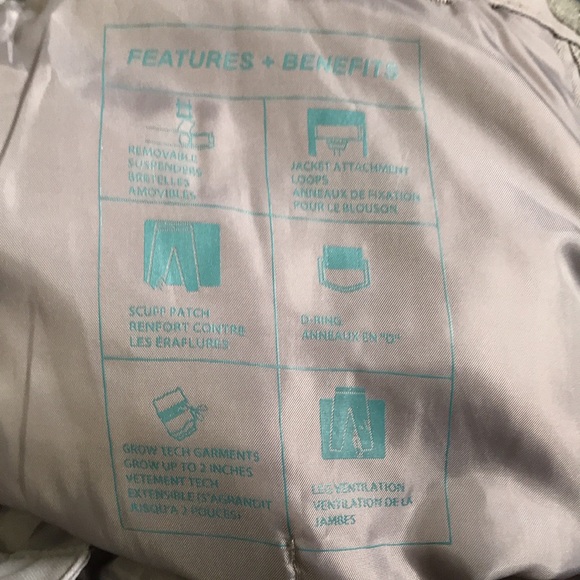 FEATURES + BENEFITS
REMOVABLE
SUSPENDERS
BRETELLES
AMOVIBLES
JACKET ATTACHMENT
LOOPS
ANNEAUX DE FIXATION
POUR LE BLOUSON
SCUFF PATCH
RENFORT CONTRE
LES ÉRAFLURES
D-RING
ANNEAUX EN "D"
GROW TECH GARMENTS
GROW UP TO 2 INCHES
VETEMENT TECH
EXTENSIBLE (S'AGRANDIT
JUSQU'A 2 POUCES)
LEG VENTILATION
VENTILATION DE LA
JAMBES